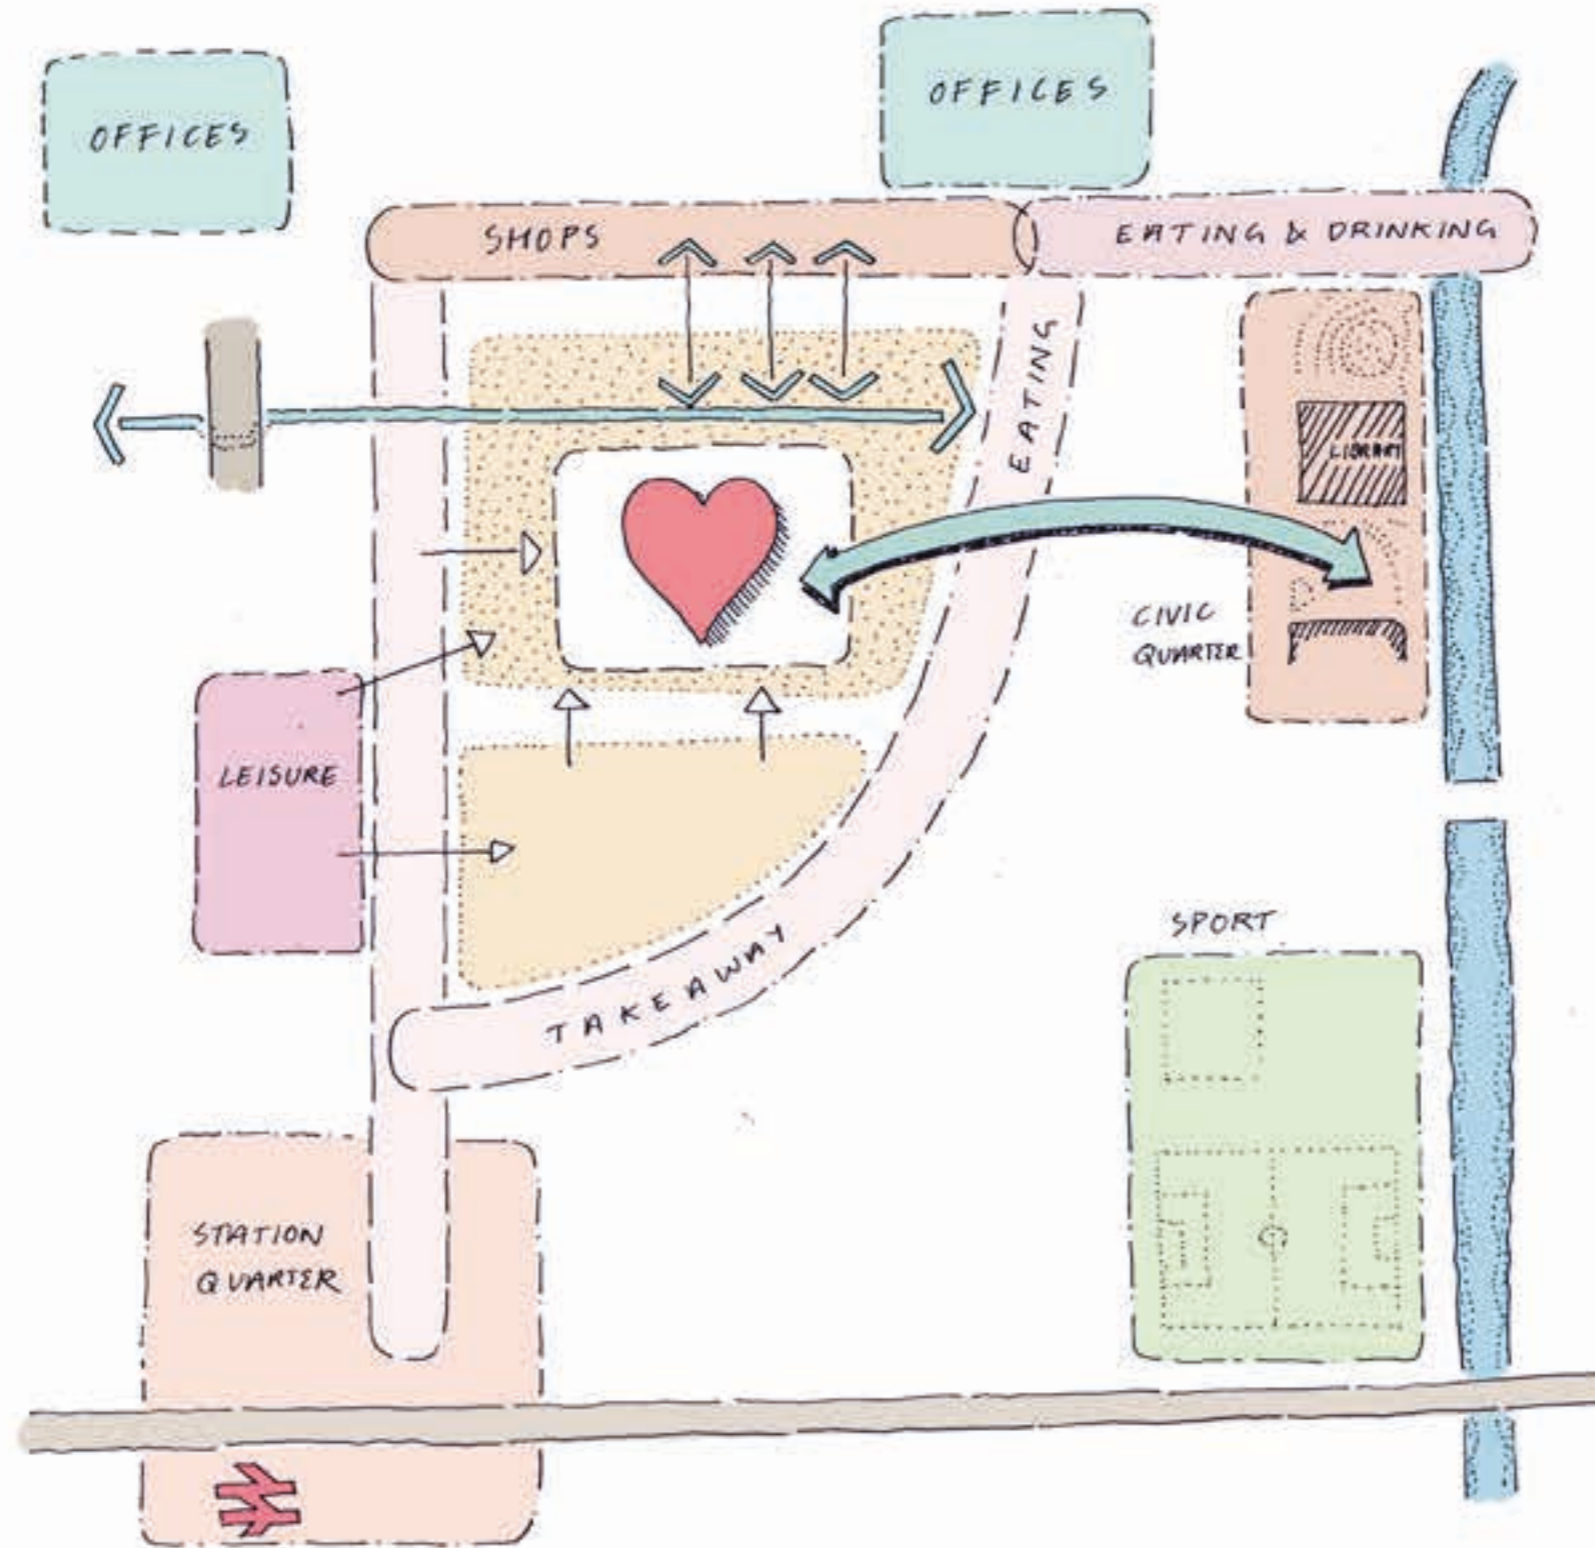 OFFICES
OFFICES
SHOPS
EATING & DRINKING
EATING
LIBRARY
CIVIC
QUARTER
LEISURE
SPORT
TAKEAWAY
STATION
QUARTER